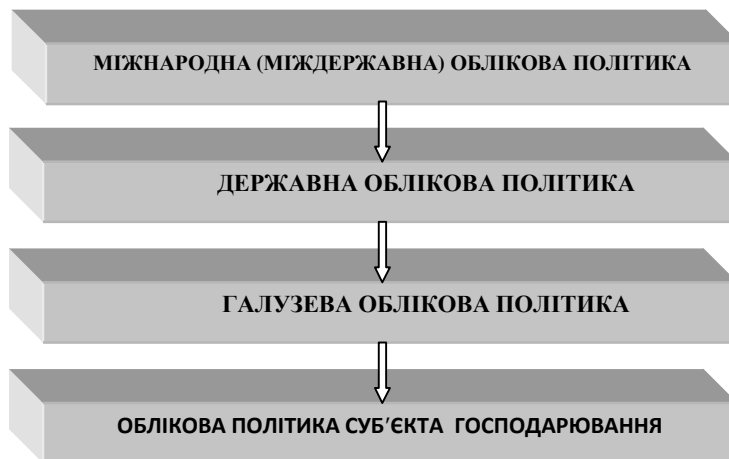 МІЖНАРОДНА (МІЖДЕРЖАВНА) ОБЛІКОВА ПОЛІТИКА
ДЕРЖАВНА ОБЛІКОВА ПОЛІТИКА
ГАЛУЗЕВА ОБЛІКОВА ПОЛІТИКА
ОБЛІКОВА ПОЛІТИКА СУБ'ЄКТА ГОСПОДАРЮВАННЯ